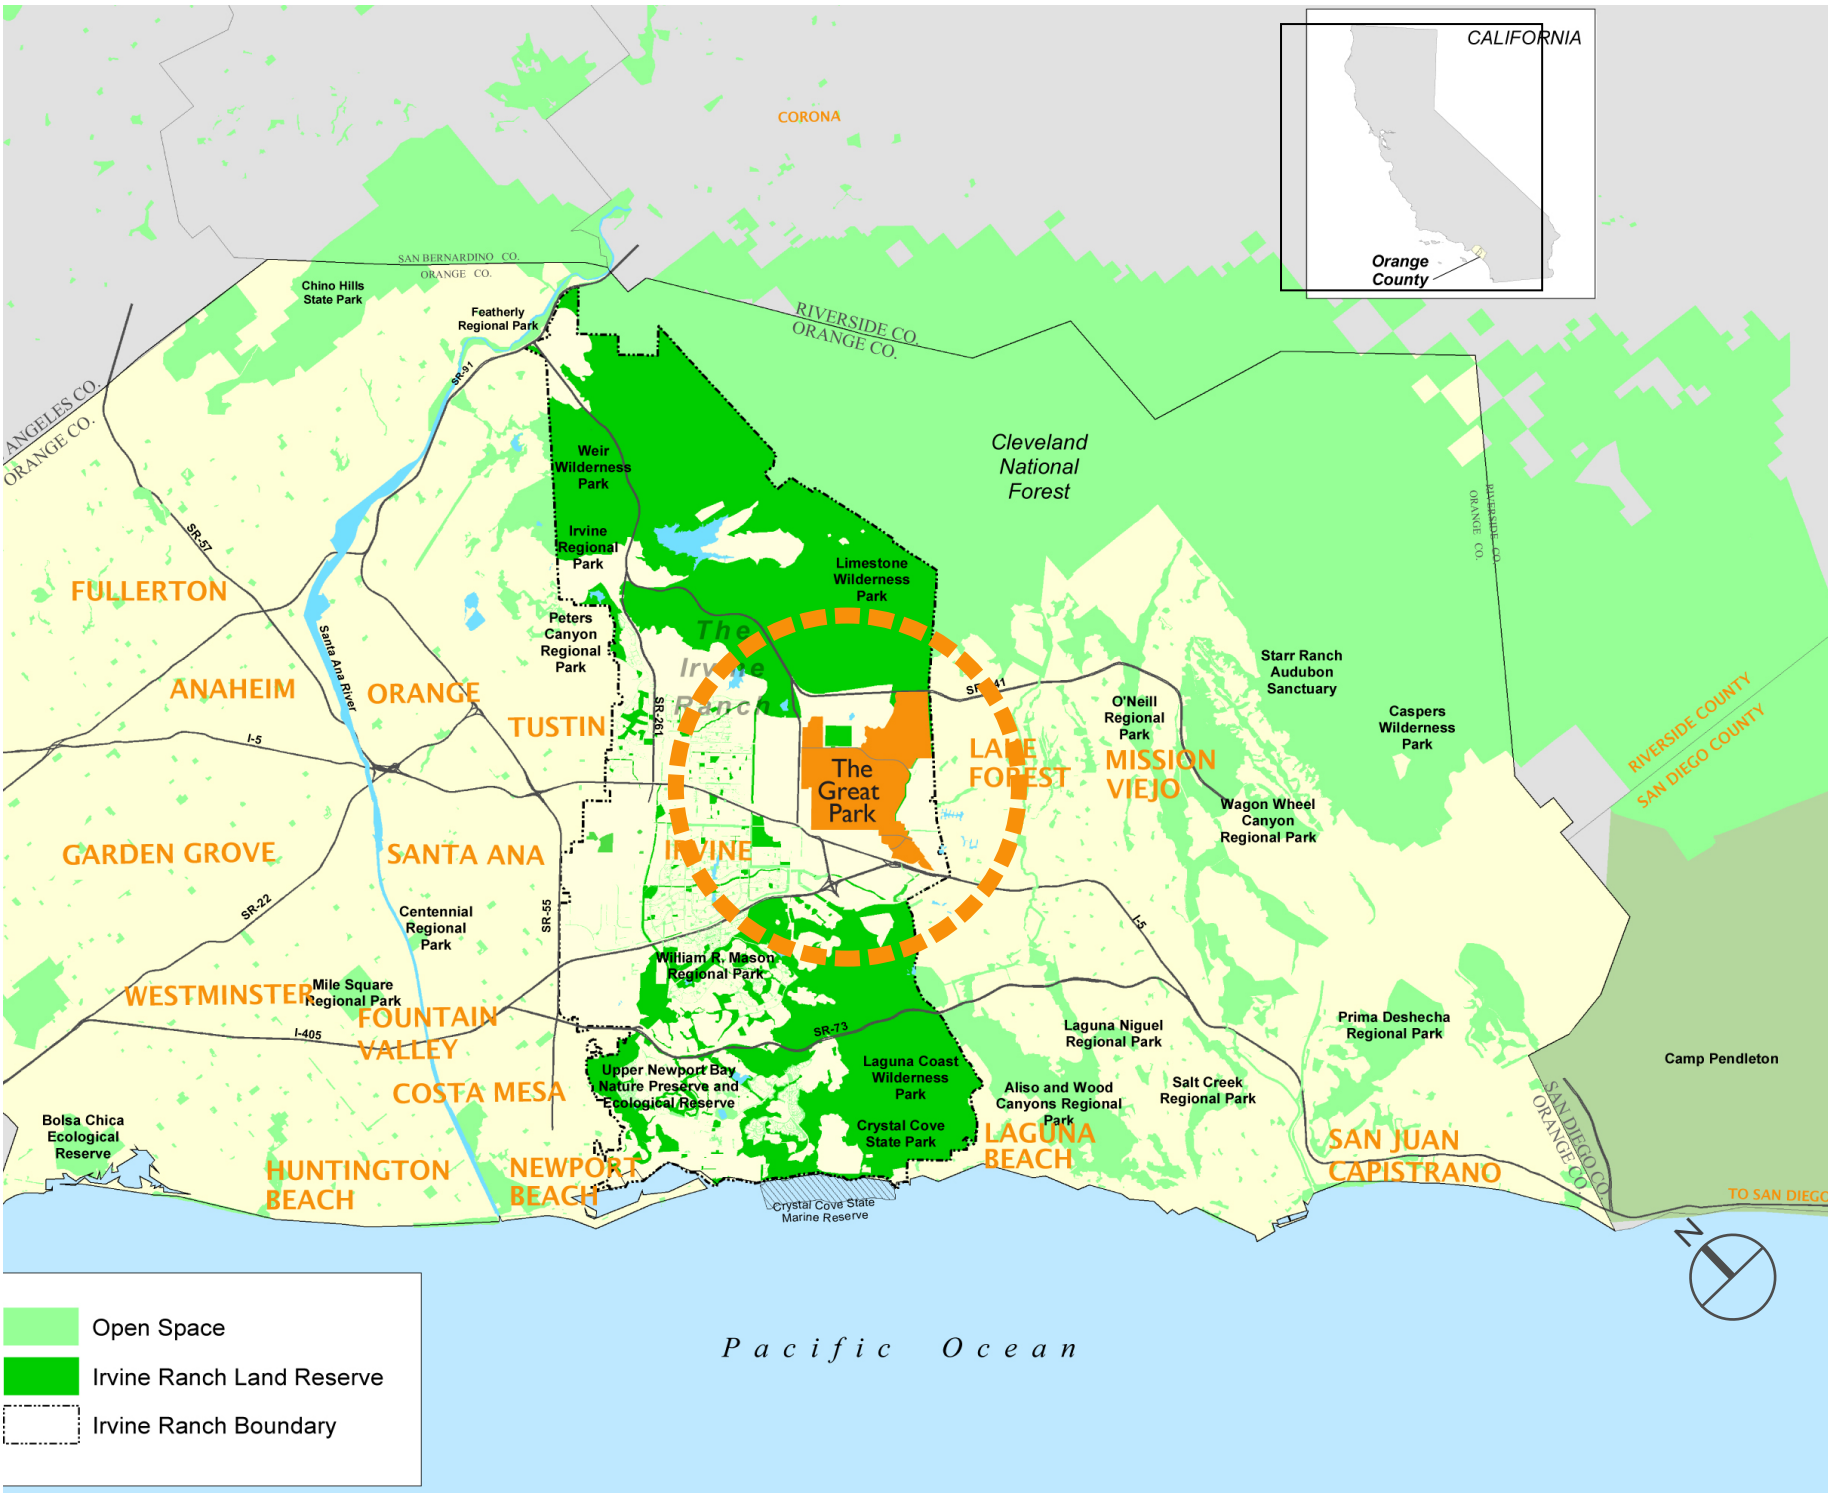 CALIFORNIA
Orange
County
CORONA
SAN BERNARDINO CO.
ORANGE CO.
Chino Hills
State Park
Featherly
Regional Park
RIVERSIDE CO.
ORANGE CO.
ANGELES CO.
ORANGE CO.
SR-91
Cleveland
National
Forest
Weir
Wilderness
Park
RIVERSIDE CO.
ORANGE CO.
SR-57
Irvine
Regional
Park
Limestone
Wilderness
Park
FULLERTON
Peters
Canyon
Regional
Park
The
Irvine
Ranch
Santa Ana River
Starr Ranch
Audubon
Sanctuary
ANAHEIM
ORANGE
SR-241
O'Neill
Regional
Park
Caspers
Wilderness
Park
RIVERSIDE COUNTY
SAN DIEGO COUNTY
TUSTIN
SR-261
I-5
LAKE
FOREST
MISSION
VIEJO
The
Great
Park
Wagon Wheel
Canyon
Regional Park
GARDEN GROVE
SANTA ANA
IRVINE
SR-22
SR-55
Centennial
Regional
Park
I-5
William R. Mason
Regional Park
WESTMINSTER
Mile Square
Regional Park
FOUNTAIN
VALLEY
I-405
SR-73
Laguna Niguel
Regional Park
Prima Deshecha
Regional Park
Camp Pendleton
Upper Newport Bay
Nature Preserve and
Ecological Reserve
Laguna Coast
Wilderness
Park
COSTA MESA
Aliso and Wood
Canyons Regional
Park
Salt Creek
Regional Park
SAN DIEGO CO.
ORANGE CO.
Bolsa Chica
Ecological
Reserve
Crystal Cove
State Park
LAGUNA
BEACH
SAN JUAN
CAPISTRANO
HUNTINGTON
BEACH
NEWPORT
BEACH
Crystal Cove State
Marine Reserve
TO SAN DIEGO
N
Pacific Ocean
Open Space
Irvine Ranch Land Reserve
Irvine Ranch Boundary